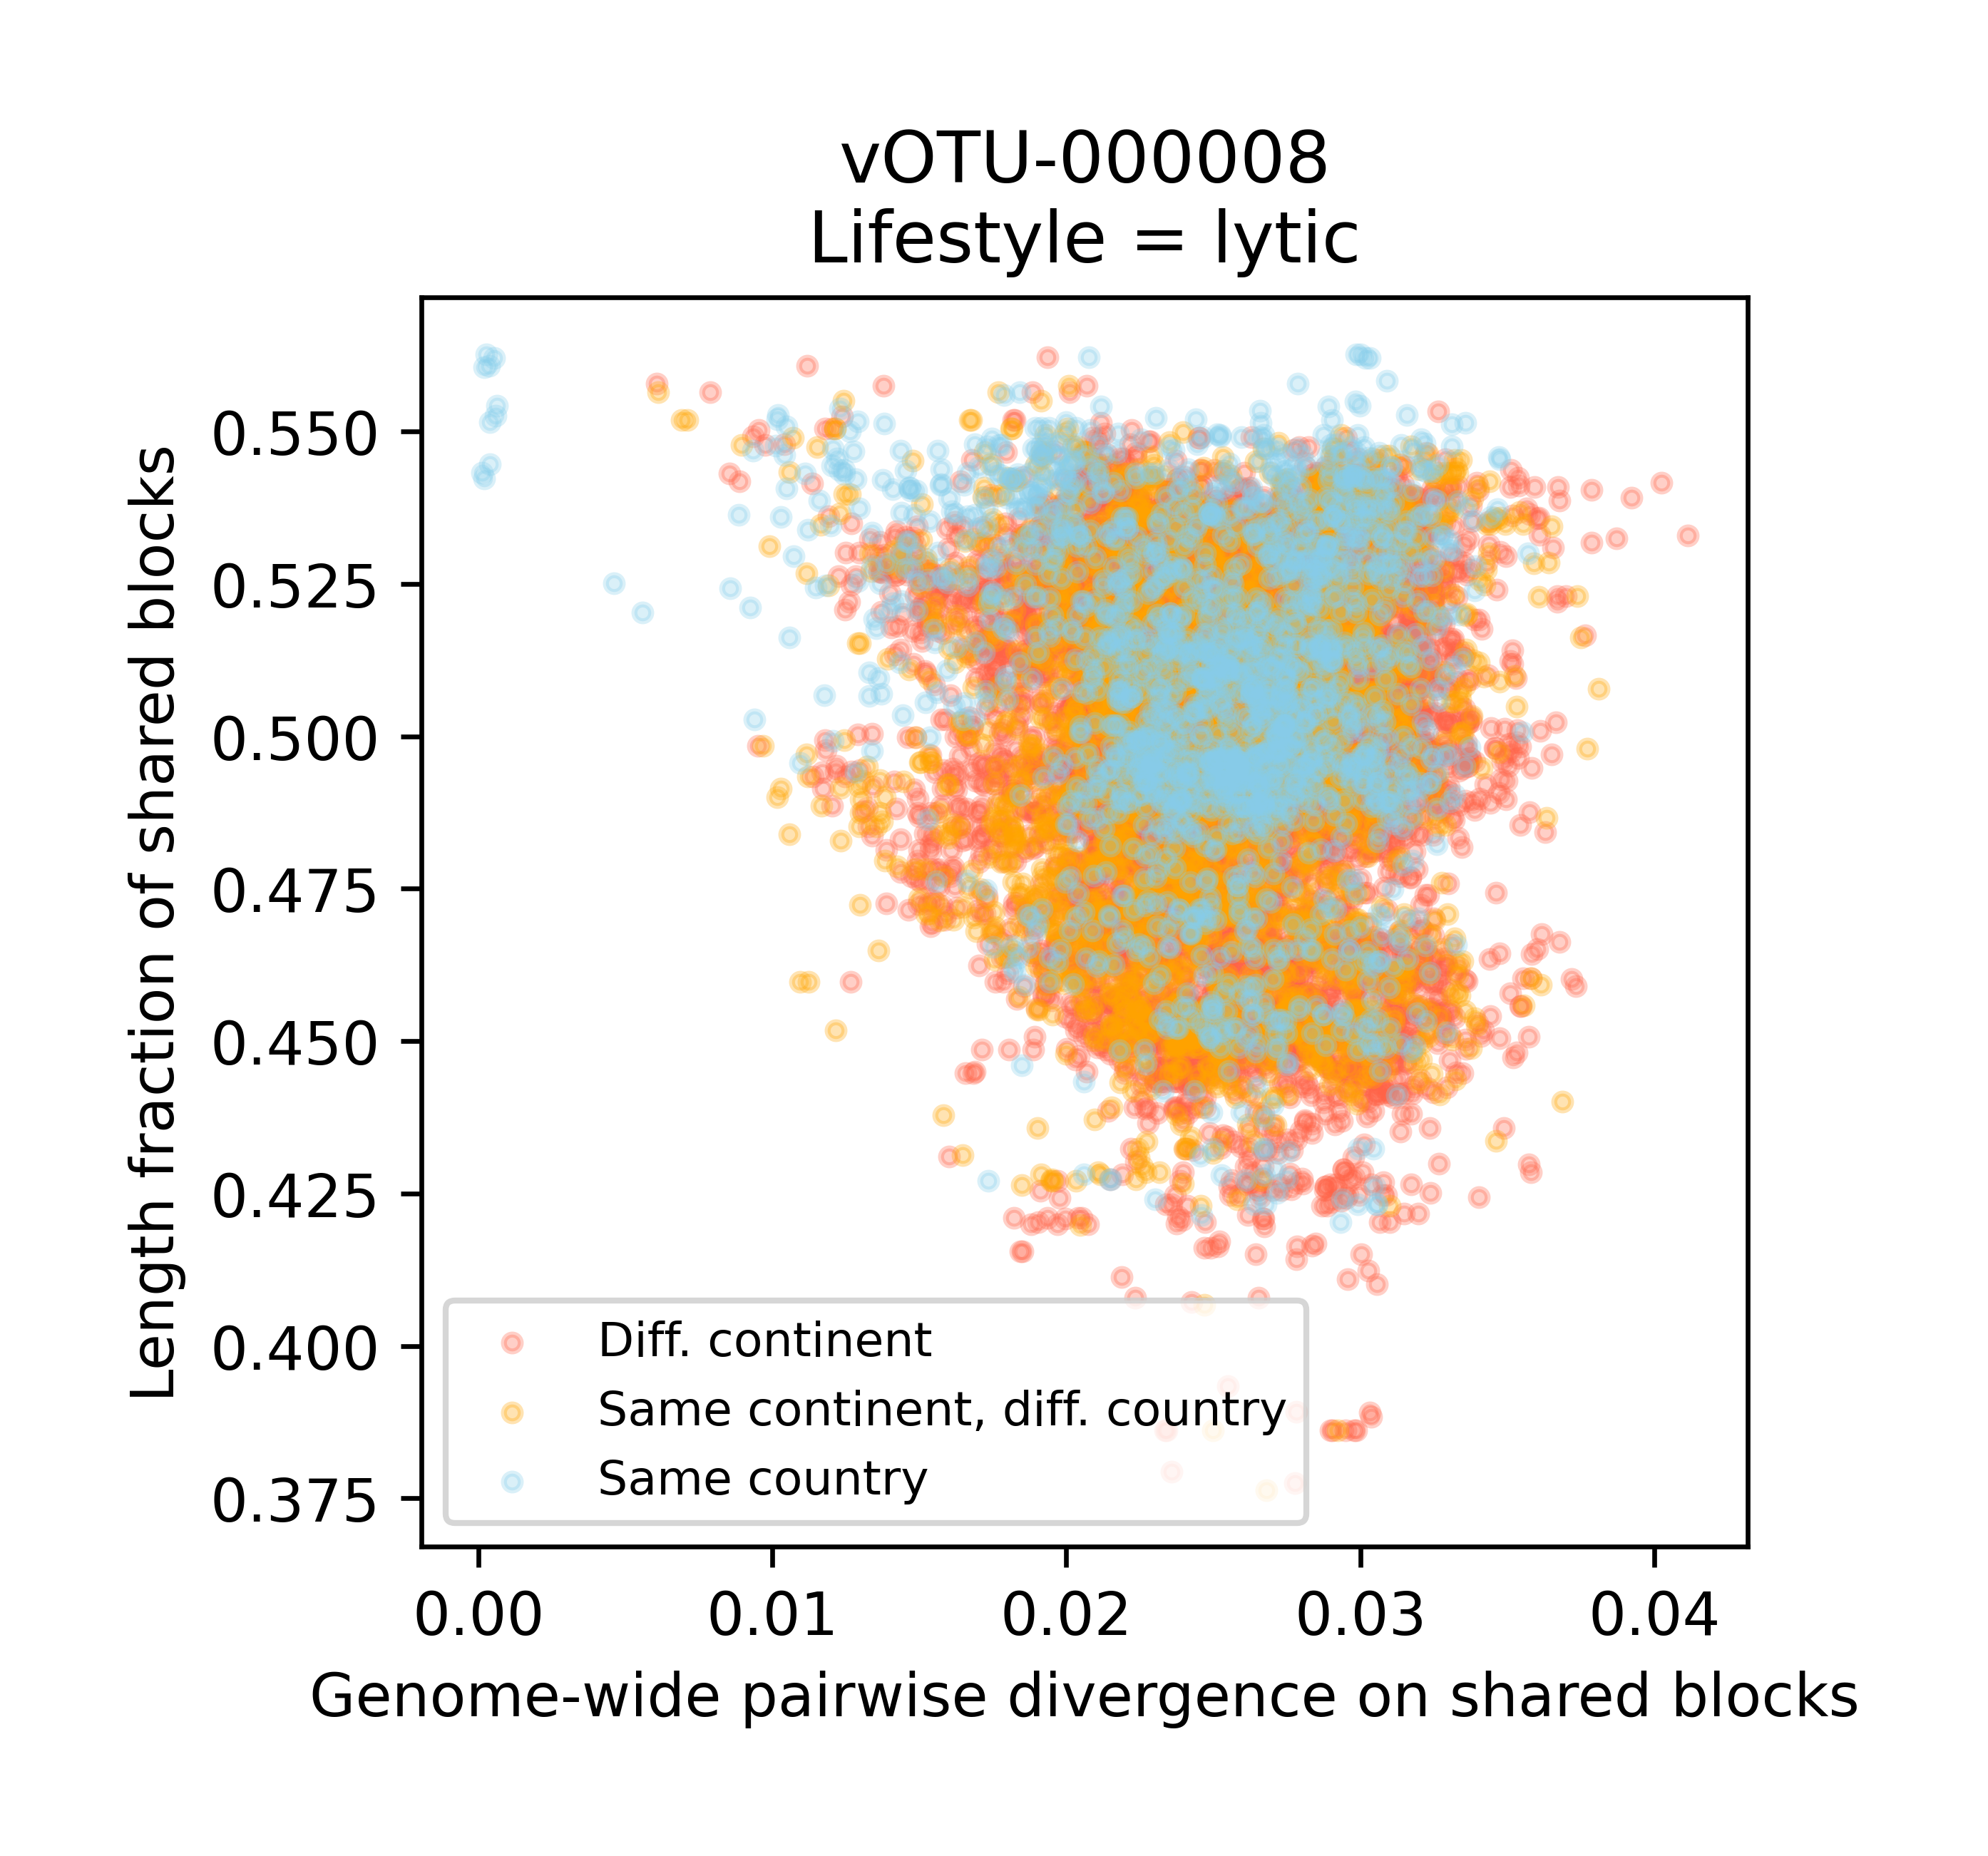 vOTU-000008
Lifestyle = lytic
Length fraction of shared blocks
0.550
0.525
0.500
0.475
0.450
0.425
0.400
0.375
Diff. continent
Same continent, diff. country
Same country
0.00 0.01 0.02 0.03 0.04
Genome-wide pairwise divergence on shared blocks